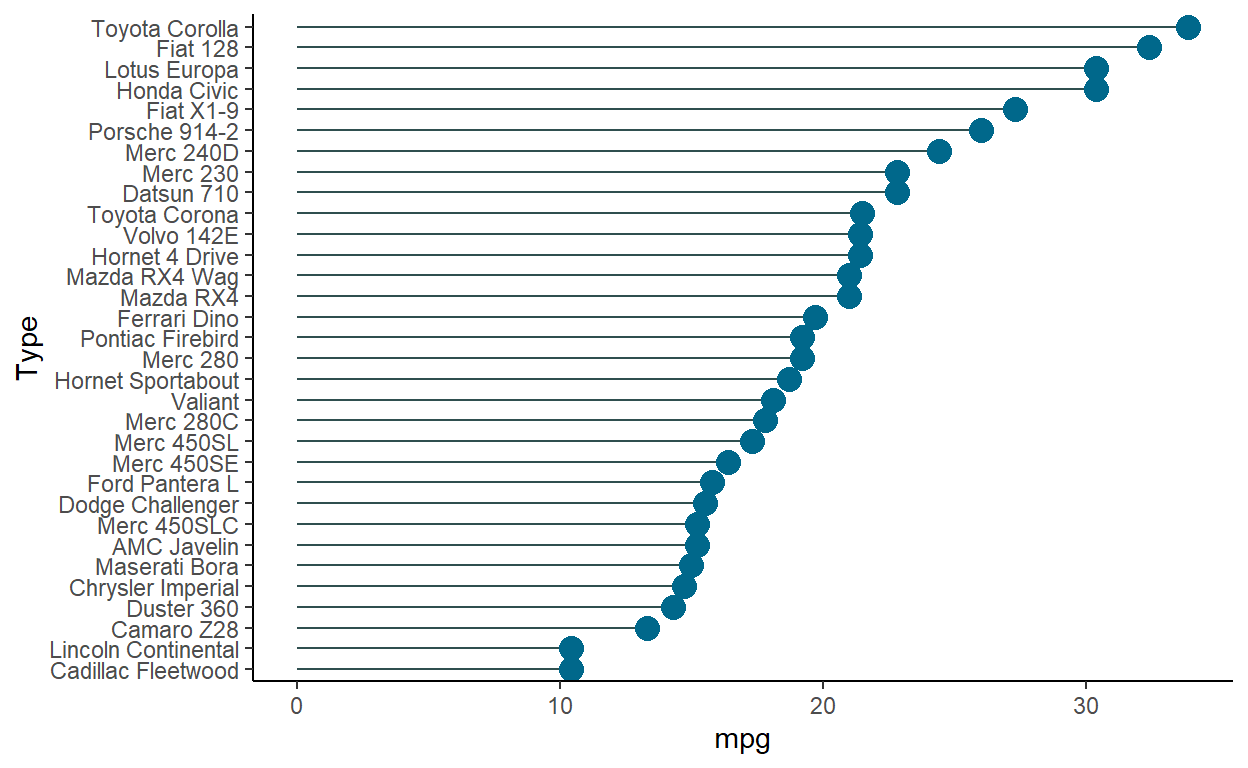 Toyota Corolla
Fiat 128
Lotus Europa
Honda Civic
Fiat X1-9
Porsche 914-2
Merc 240D
Merc 230
Datsun 710
Toyota Corona
Volvo 142E
Hornet 4 Drive
Mazda RX4 Wag
Mazda RX4
Ferrari Dino
Pontiac Firebird
Merc 280
Hornet Sportabout
Valiant
Merc 280C
Merc 450SL
Merc 450SE
Ford Pantera L
Dodge Challenger
Merc 450SLC
AMC Javelin
Maserati Bora
Chrysler Imperial
Duster 360
Camaro Z28
Lincoln Continental
Cadillac Fleetwood
Type
0 10 20 30
mpg